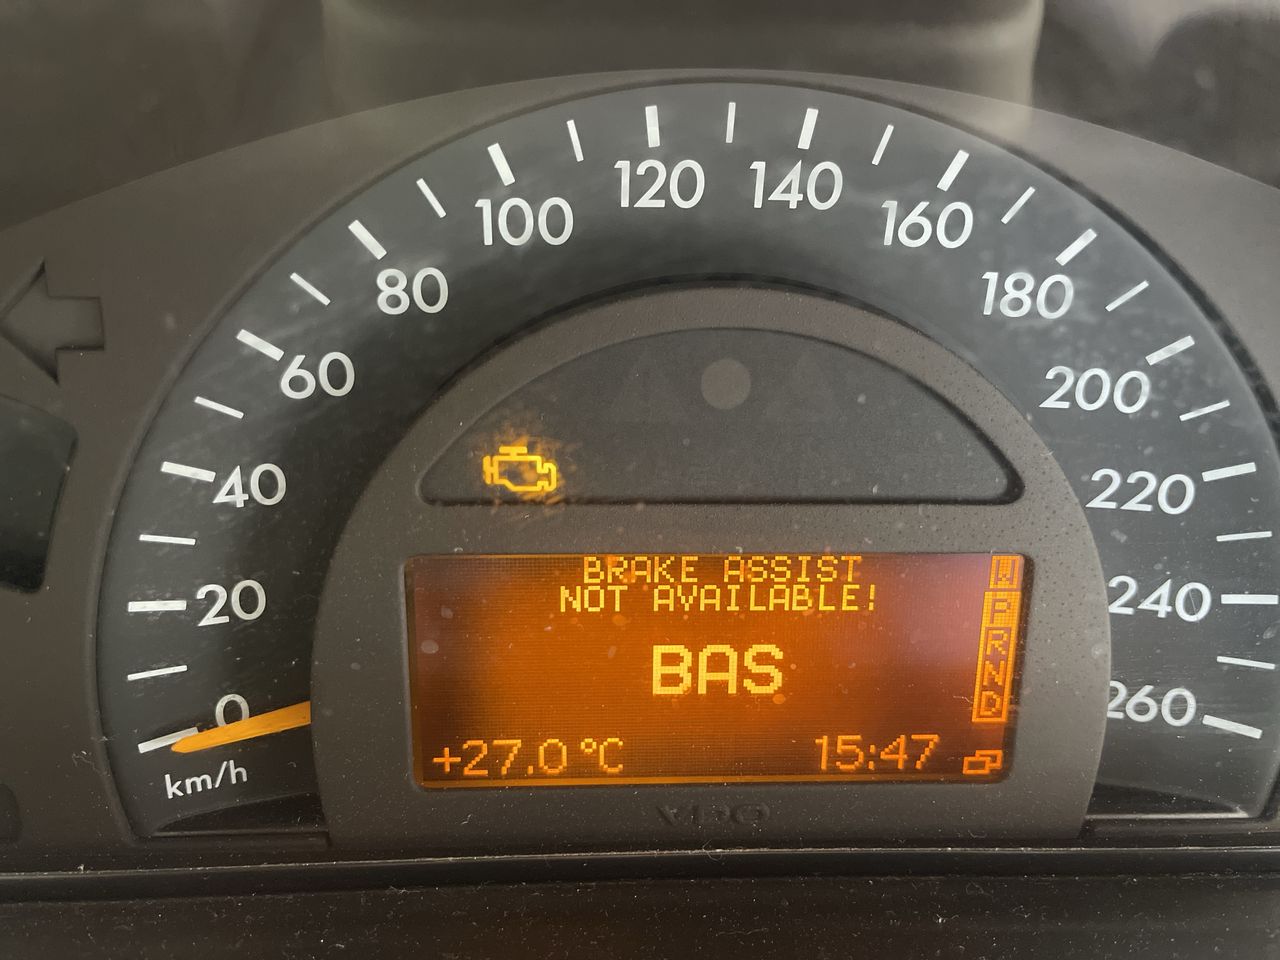 0
20
40
60
80
100
120
140
160
180
200
220
240
260
km/h
BRAKE ASSIST
NOT AVAILABLE!
BAS
W
P
R
N
D
+27.0 °C
15:47
VDO